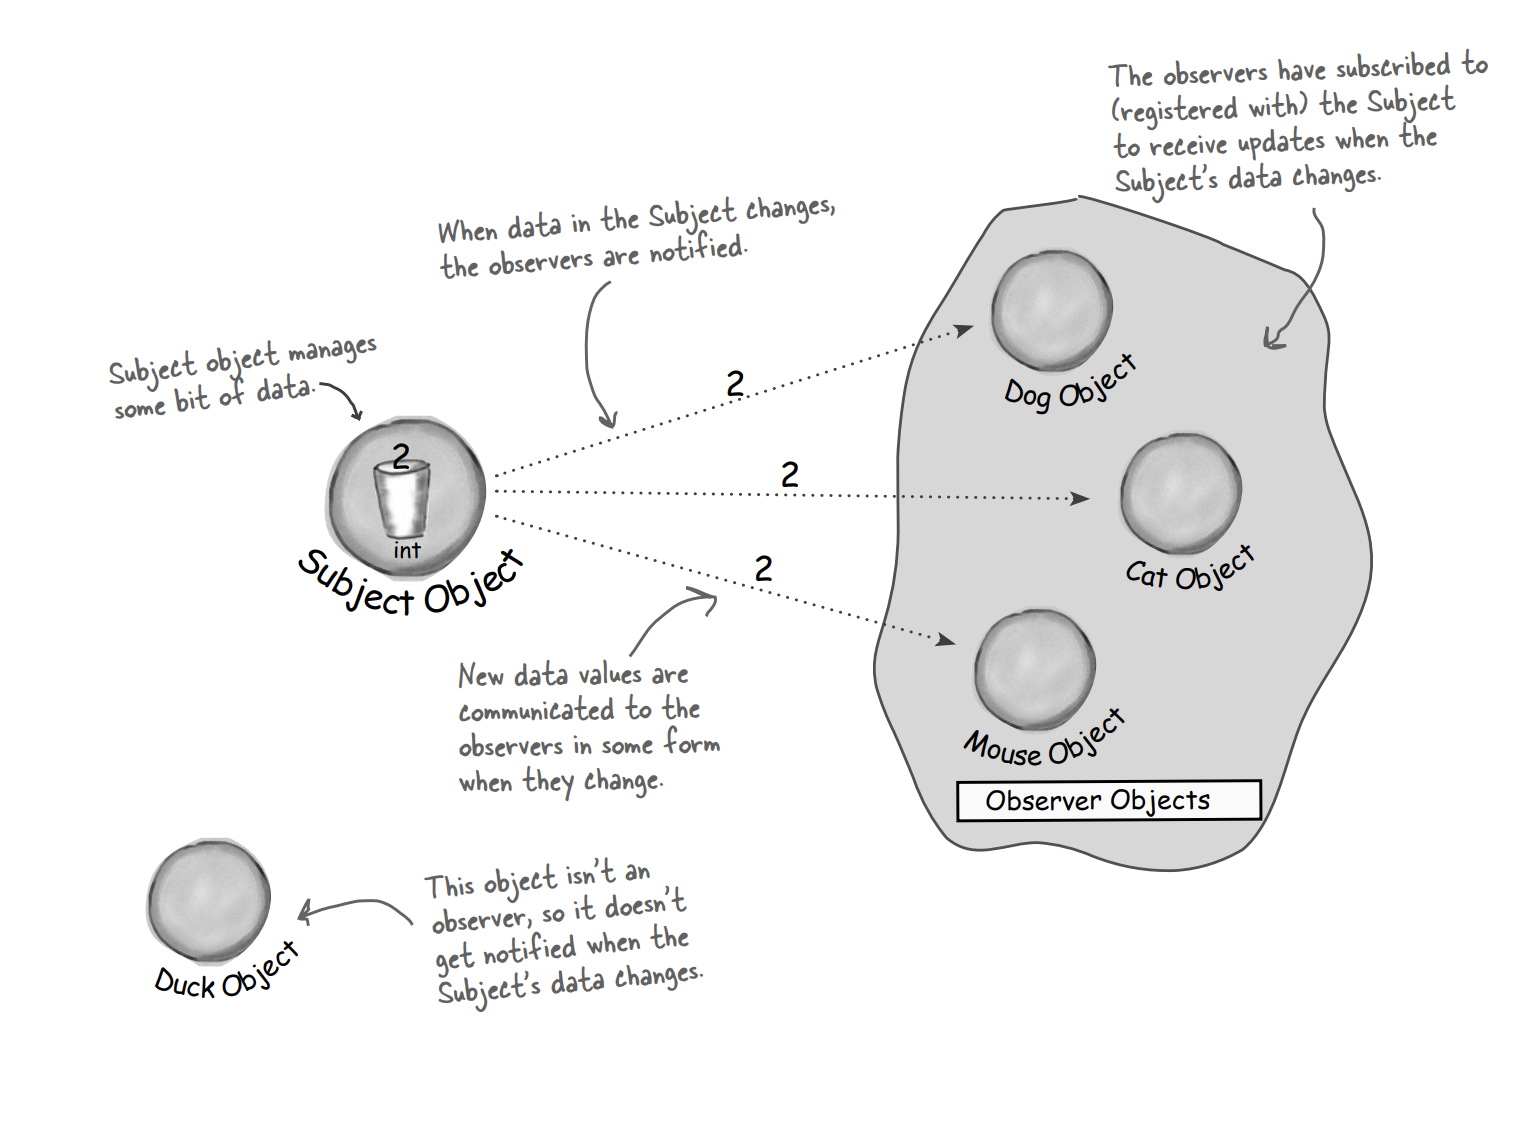 The observers have subscribed to
(registered with) the Subject
to receive updates when the
Subject's data changes.
When data in the Subject changes,
the observers are notified.
Subject object manages
some bit of data.
2
int
Subject Object
2
2
2
Dog Object
Cat Object
Mouse Object
Observer Objects
New data values are
communicated to the
observers in some form
when they change.
Duck Object
This object isn't an
observer, so it doesn't
get notified when the
Subject's data changes.